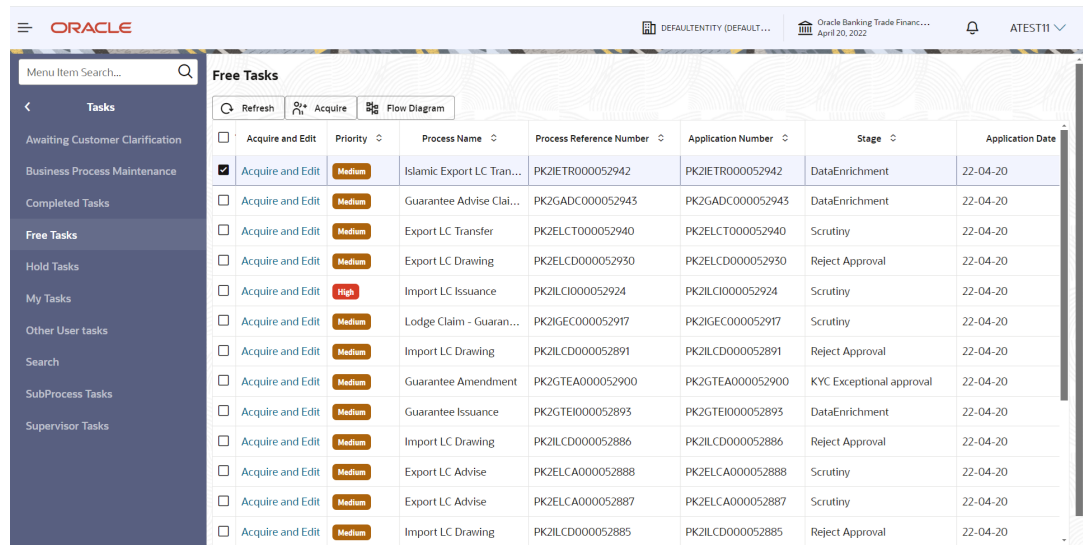 ORACLE
DEFAULTENTITY (DEFAULT...
Oracle Banking Trade Financ...
April 20, 2022
ATEST11
Menu Item Search...
Tasks
Awaiting Customer Clarification
Business Process Maintenance
Completed Tasks
Free Tasks
Hold Tasks
My Tasks
Other User tasks
Search
SubProcess Tasks
Supervisor Tasks
Free Tasks
Refresh Acquire Flow Diagram
Acquire and Edit Priority Process Name Process Reference Number Application Number Stage Application Date
Acquire and Edit Medium Islamic Export LC Tran... PK2IETR000052942 PK2IETR000052942 DataEnrichment 22-04-20
Acquire and Edit Medium Guarantee Advise Clai... PK2GADC000052943 PK2GADC000052943 DataEnrichment 22-04-20
Acquire and Edit Medium Export LC Transfer PK2ELCT000052940 PK2ELCT000052940 Scrutiny 22-04-20
Acquire and Edit Medium Export LC Drawing PK2ELCD000052930 PK2ELCD000052930 Reject Approval 22-04-20
Acquire and Edit High Import LC Issuance PK2ILCI000052924 PK2ILCI000052924 Scrutiny 22-04-20
Acquire and Edit Medium Lodge Claim - Guaran... PK2IGEC000052917 PK2IGEC000052917 Scrutiny 22-04-20
Acquire and Edit Medium Import LC Drawing PK2ILCD000052891 PK2ILCD000052891 Reject Approval 22-04-20
Acquire and Edit Medium Guarantee Amendment PK2GTEA000052900 PK2GTEA000052900 KYC Exceptional approval 22-04-20
Acquire and Edit Medium Guarantee Issuance PK2GTEI000052893 PK2GTEI000052893 DataEnrichment 22-04-20
Acquire and Edit Medium Import LC Drawing PK2ILCD000052886 PK2ILCD000052886 Reject Approval 22-04-20
Acquire and Edit Medium Export LC Advise PK2ELCA000052888 PK2ELCA000052888 Scrutiny 22-04-20
Acquire and Edit Medium Export LC Advise PK2ELCA000052887 PK2ELCA000052887 Scrutiny 22-04-20
Acquire and Edit Medium Import LC Drawing PK2ILCD000052885 PK2ILCD000052885 Reject Approval 22-04-20